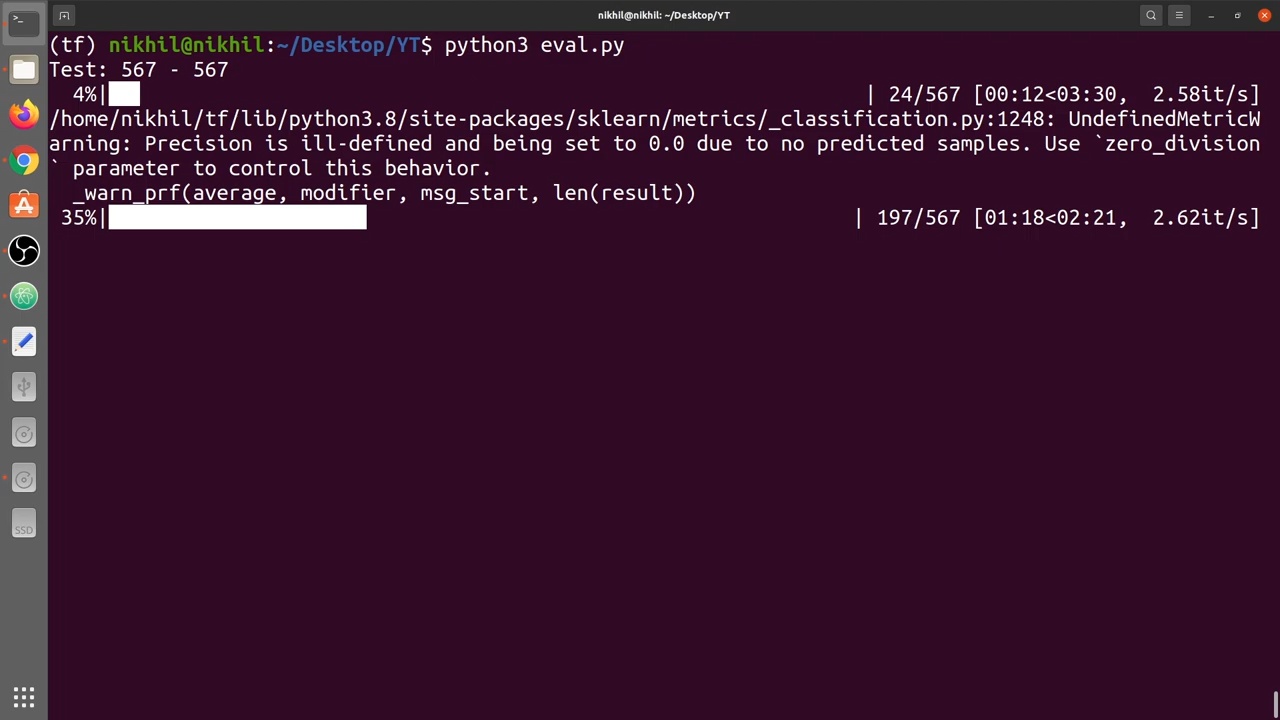 nikhil@nikhil: ~/Desktop/YT
(tf) nikhil@nikhil:~/Desktop/YT$ python3 eval.py
Test: 567 - 567
  4%|██ | 24/567 [00:12<03:30,  2.58it/s]
/home/nikhil/tf/lib/python3.8/site-packages/sklearn/metrics/_classification.py:1248: UndefinedMetricW
arning: Precision is ill-defined and being set to 0.0 due to no predicted samples. Use `zero_division
` parameter to control this behavior.
  _warn_prf(average, modifier, msg_start, len(result))
 35%|██████████ | 197/567 [01:18<02:21,  2.62it/s]
SSD